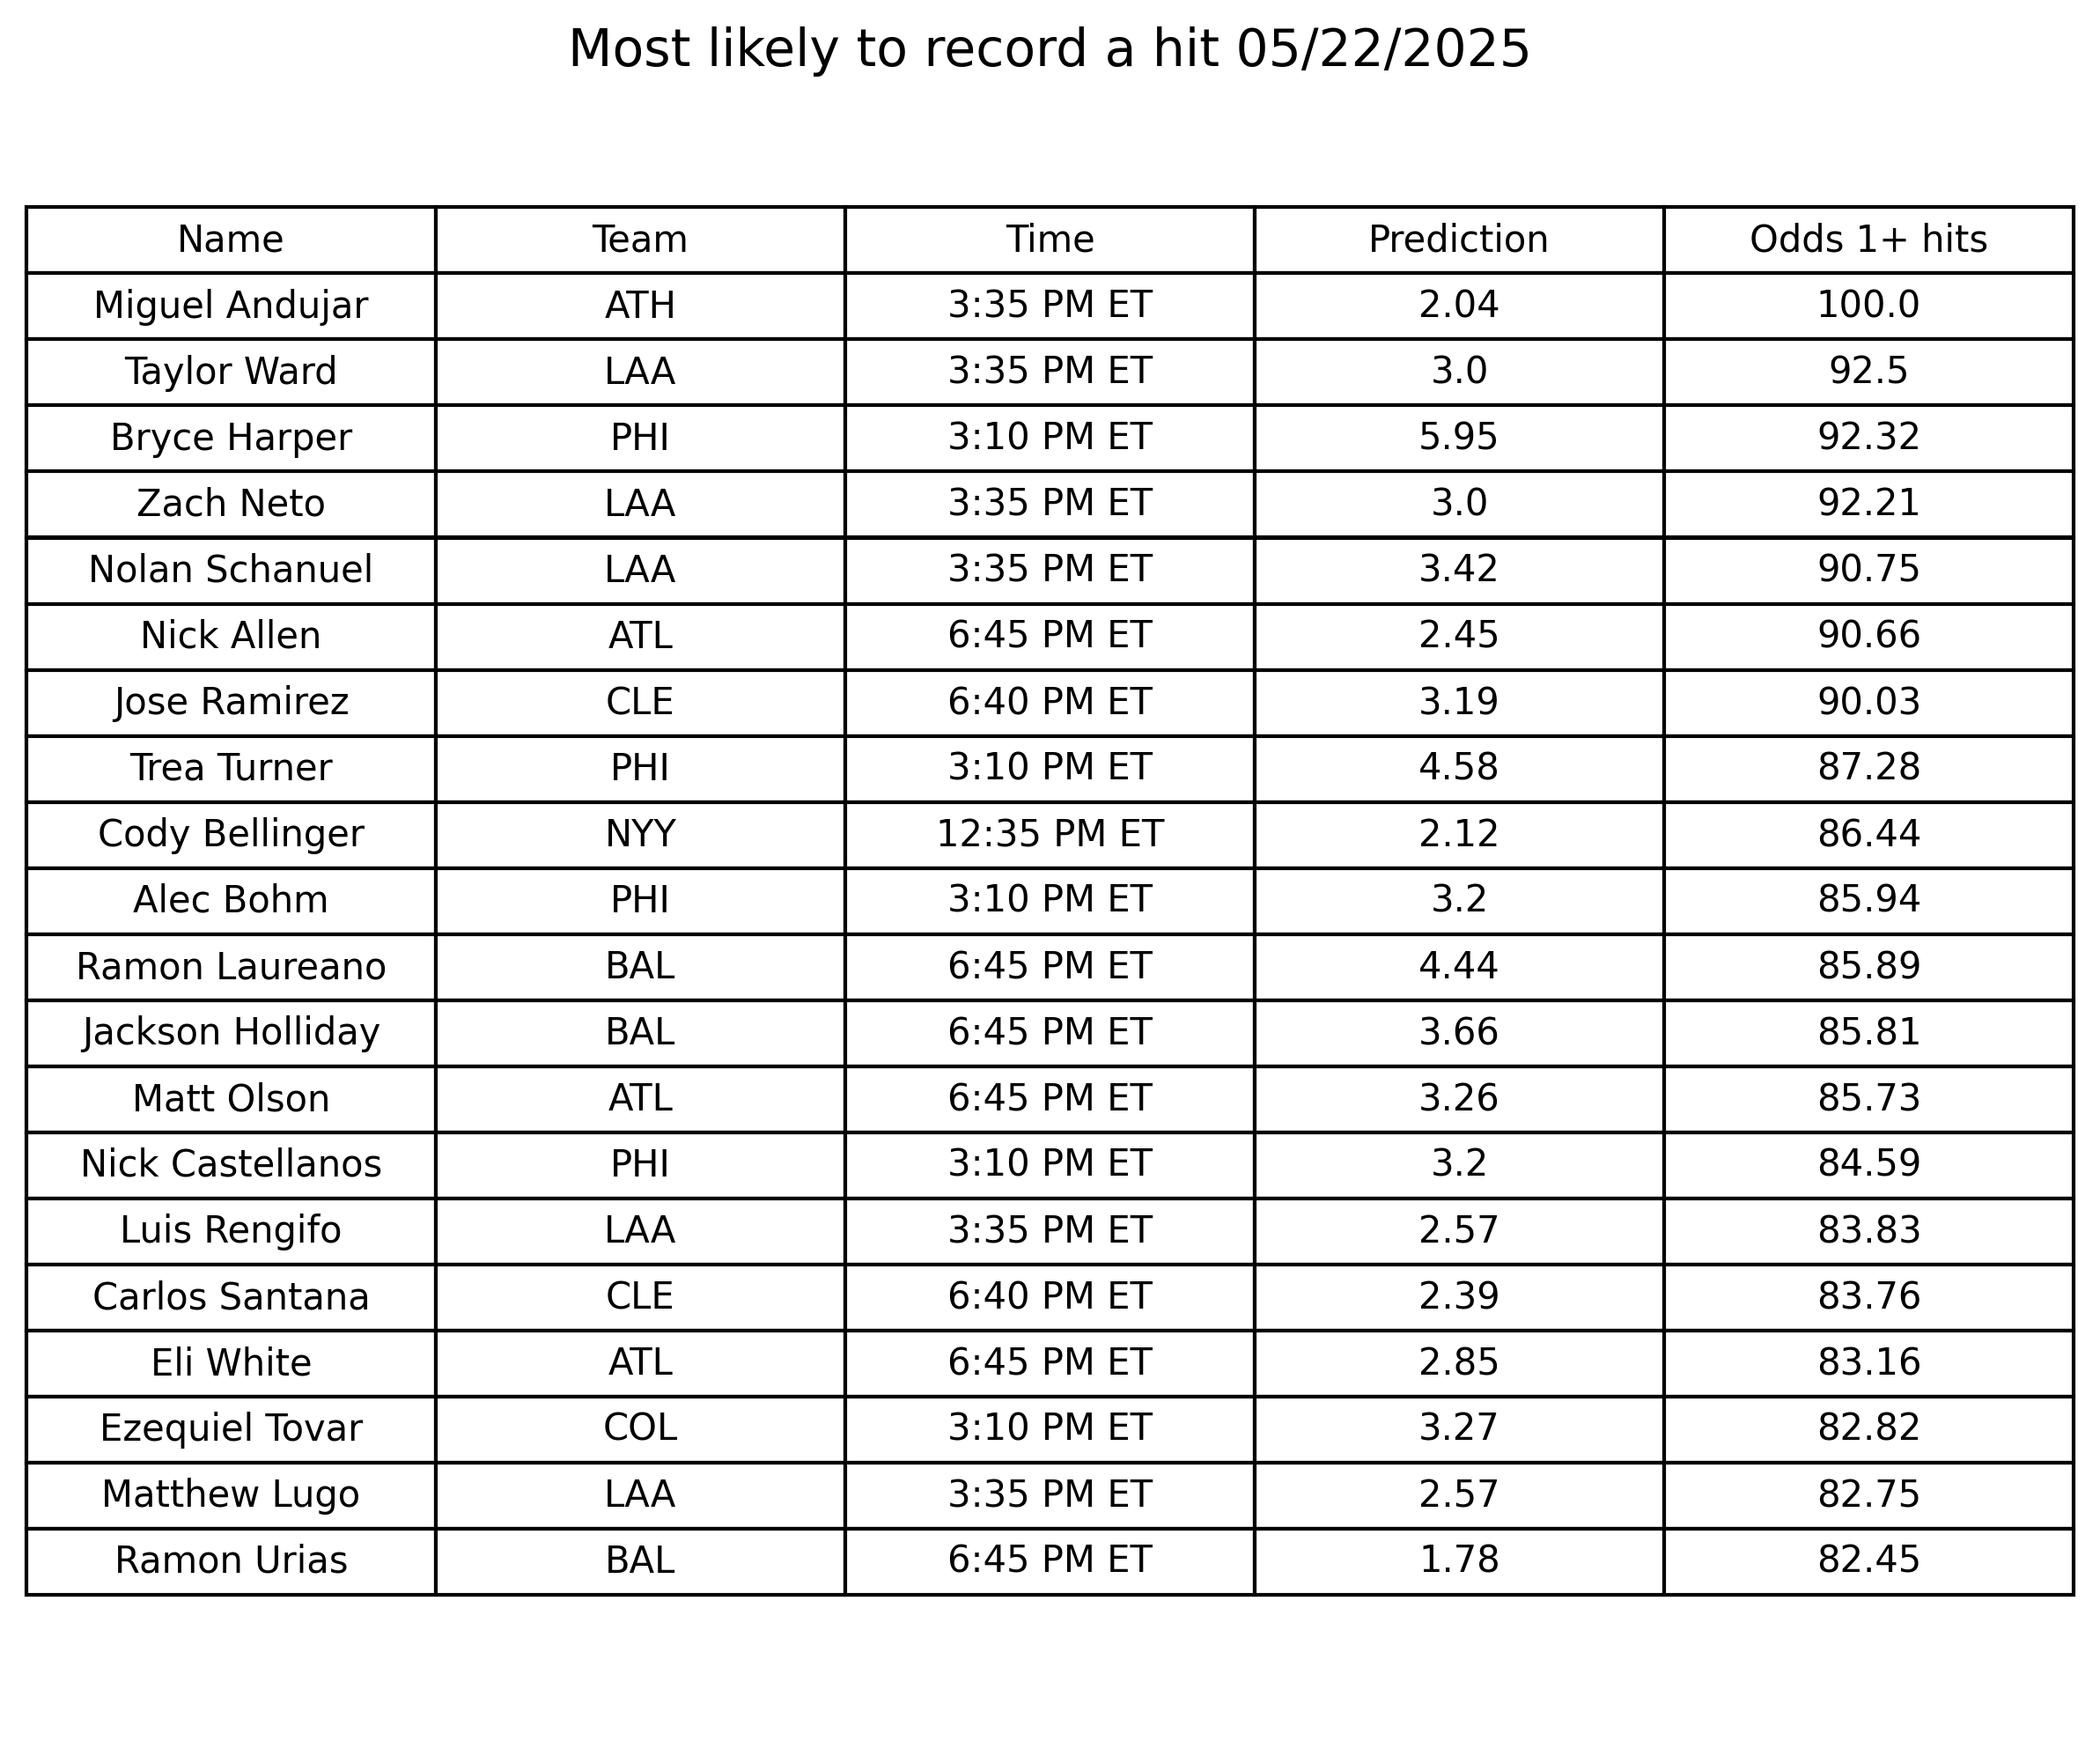 Most likely to record a hit 05/22/2025
Name Team Time Prediction Odds 1+ hits
Miguel Andujar ATH 3:35 PM ET 2.04 100.0
Taylor Ward LAA 3:35 PM ET 3.0 92.5
Bryce Harper PHI 3:10 PM ET 5.95 92.32
Zach Neto LAA 3:35 PM ET 3.0 92.21
Nolan Schanuel LAA 3:35 PM ET 3.42 90.75
Nick Allen ATL 6:45 PM ET 2.45 90.66
Jose Ramirez CLE 6:40 PM ET 3.19 90.03
Trea Turner PHI 3:10 PM ET 4.58 87.28
Cody Bellinger NYY 12:35 PM ET 2.12 86.44
Alec Bohm PHI 3:10 PM ET 3.2 85.94
Ramon Laureano BAL 6:45 PM ET 4.44 85.89
Jackson Holliday BAL 6:45 PM ET 3.66 85.81
Matt Olson ATL 6:45 PM ET 3.26 85.73
Nick Castellanos PHI 3:10 PM ET 3.2 84.59
Luis Rengifo LAA 3:35 PM ET 2.57 83.83
Carlos Santana CLE 6:40 PM ET 2.39 83.76
Eli White ATL 6:45 PM ET 2.85 83.16
Ezequiel Tovar COL 3:10 PM ET 3.27 82.82
Matthew Lugo LAA 3:35 PM ET 2.57 82.75
Ramon Urias BAL 6:45 PM ET 1.78 82.45